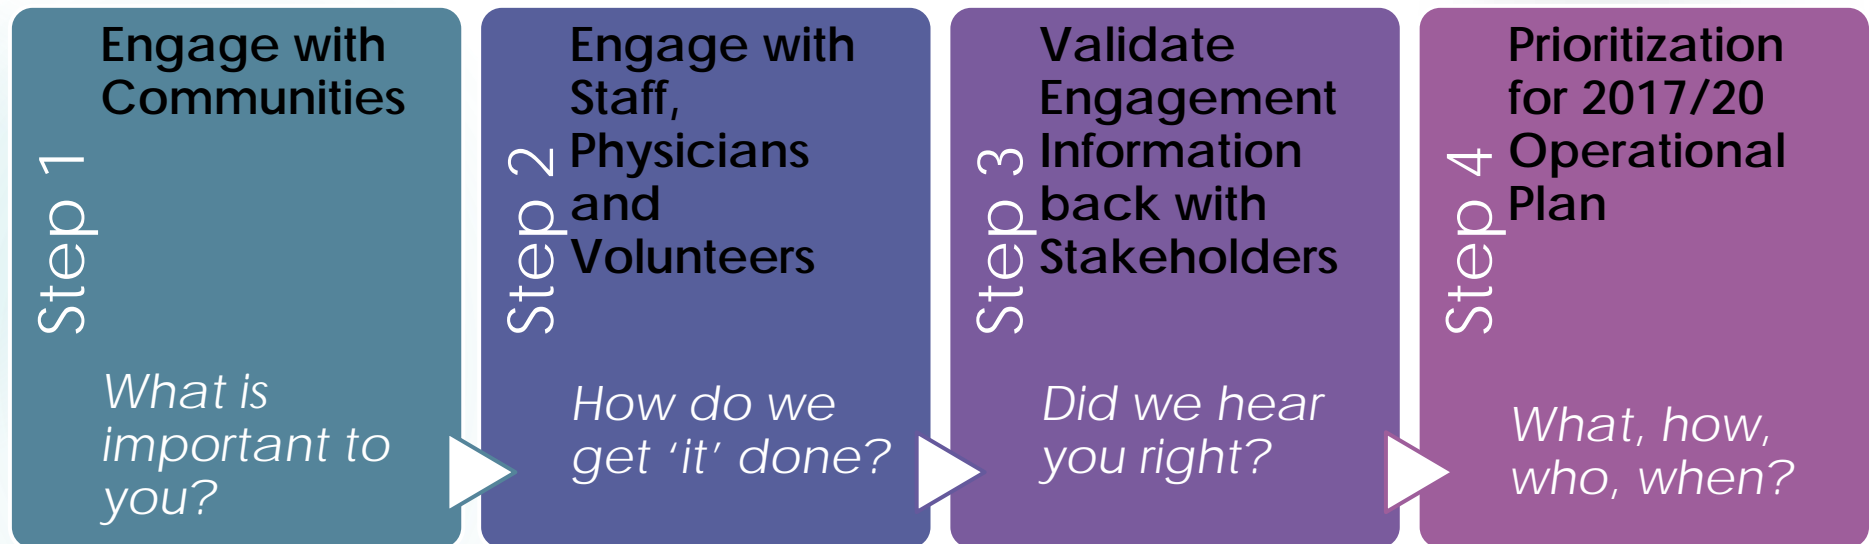 Step 1
Engage with
Communities
What is
important to
you?
Step 2
Engage with
Staff,
Physicians
and
Volunteers
How do we
get ‘it’ done?
Step 3
Validate
Engagement
Information
back with
Stakeholders
Did we hear
you right?
Step 4
Prioritization
for 2017/20
Operational
Plan
What, how,
who, when?